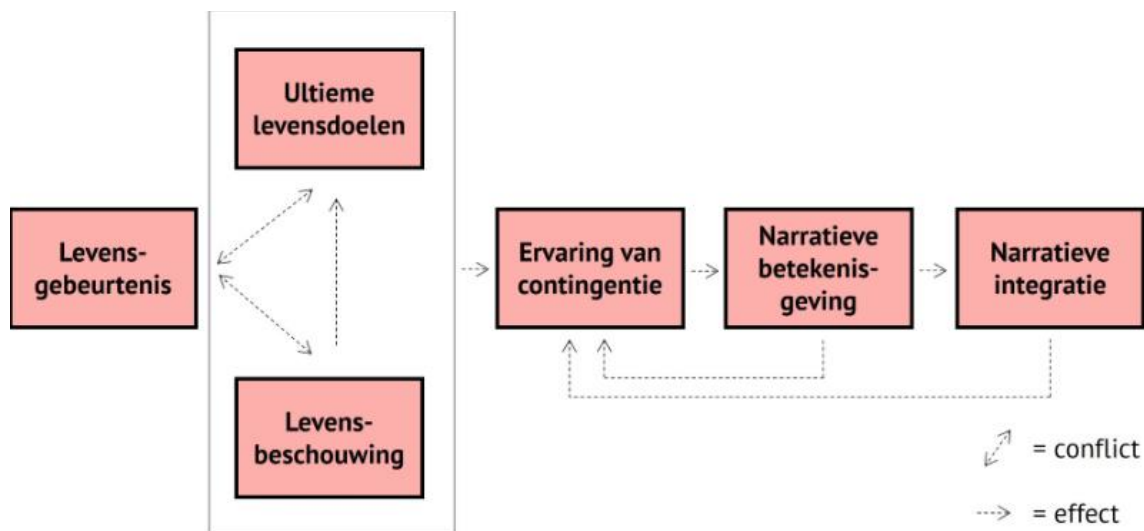 Ultieme
levensdoelen
Levens-
gebeurtenis
Levens-
beschouwing
Ervaring van
contingentie
Narratieve
betekenis-
geving
Narratieve
integratie
= conflict
= effect